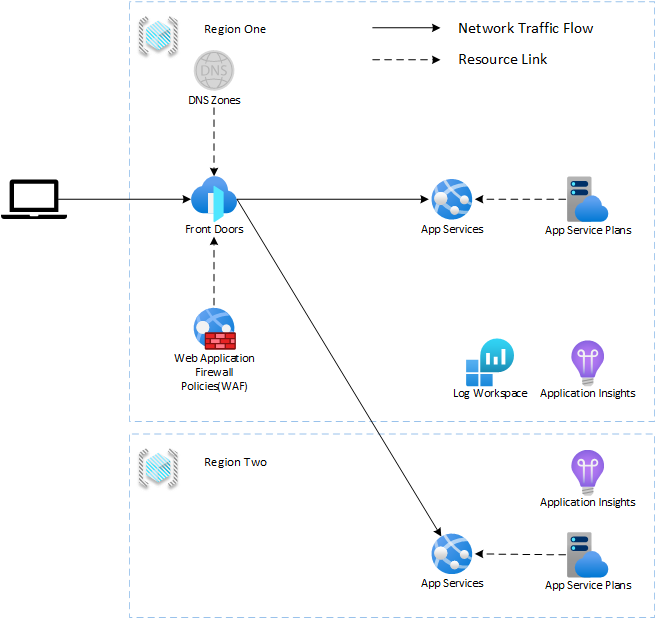 Region One
Network Traffic Flow
Resource Link
DNS
DNS Zones
Front Doors
App Services
App Service Plans
Web Application
Firewall
Policies(WAF)
Log Workspace
Application Insights
Region Two
Application Insights
App Services
App Service Plans